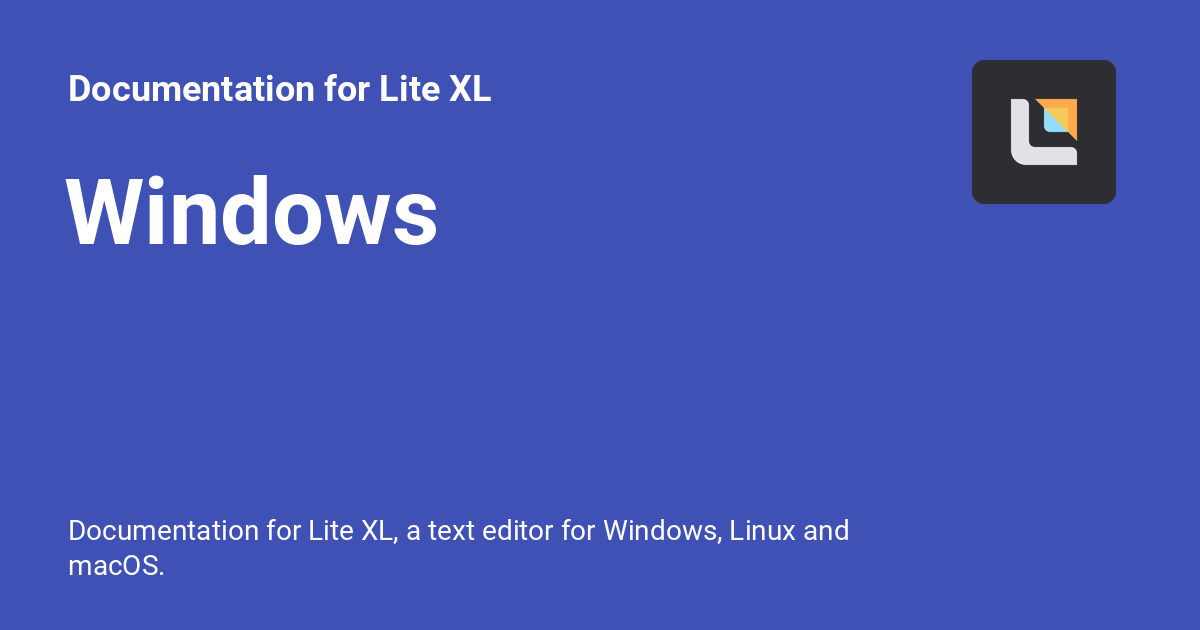 Documentation for Lite XL
Windows
Documentation for Lite XL, a text editor for Windows, Linux and
macOS.